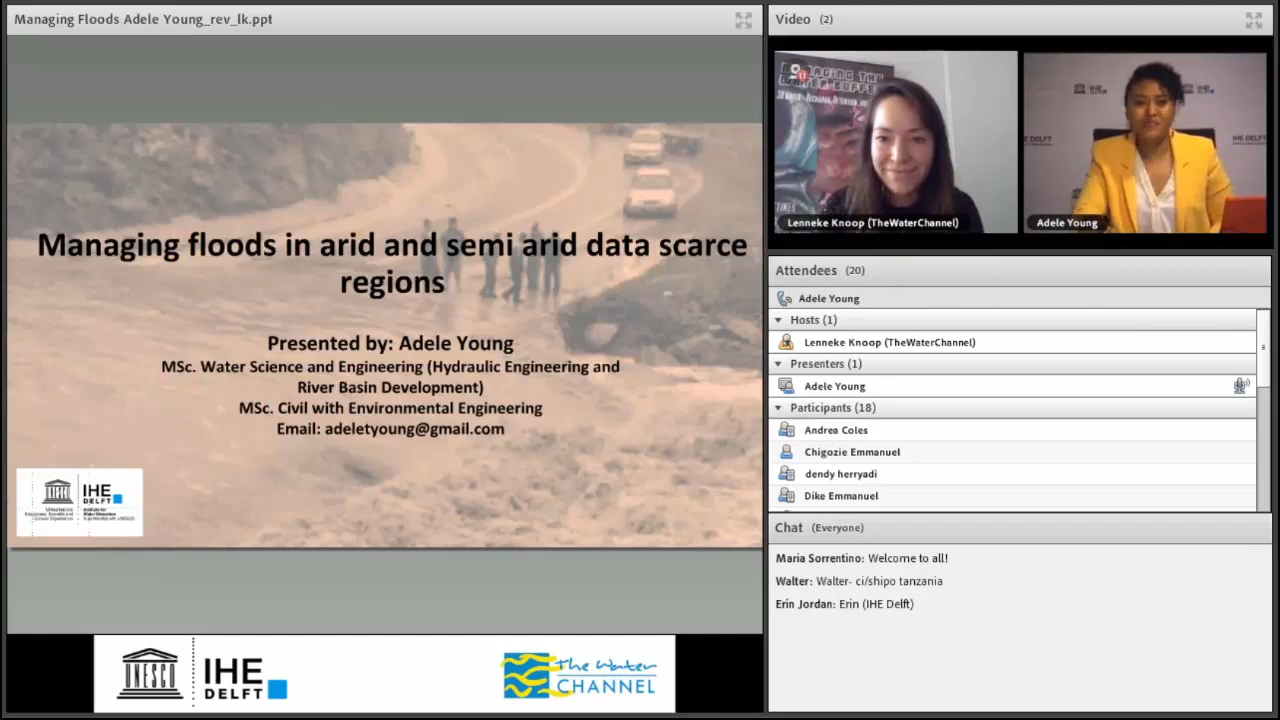 Managing Floods Adele Young_rev_lk.ppt
Managing floods in arid and semi arid data scarce
regions
Presented by: Adele Young
MSc. Water Science and Engineering (Hydraulic Engineering and
River Basin Development)
MSc. Civil with Environmental Engineering
Email: adeletyoung@gmail.com
IHE
DELFT
UNESCO
IHE
DELFT
The Water
CHANNEL
Video (2)
Lenneke Knoop (TheWaterChannel)
IHE
DELFT
Adele Young
Attendees (20)
Adele Young
Hosts (1)
Lenneke Knoop (TheWaterChannel)
Presenters (1)
Adele Young
Participants (18)
Andrea Coles
Chigozie Emmanuel
dendy herryadi
Dike Emmanuel
Chat (Everyone)
Maria Sorrentino: Welcome to all!
Walter: Walter- ci/shipo tanzania
Erin Jordan: Erin (IHE Delft)